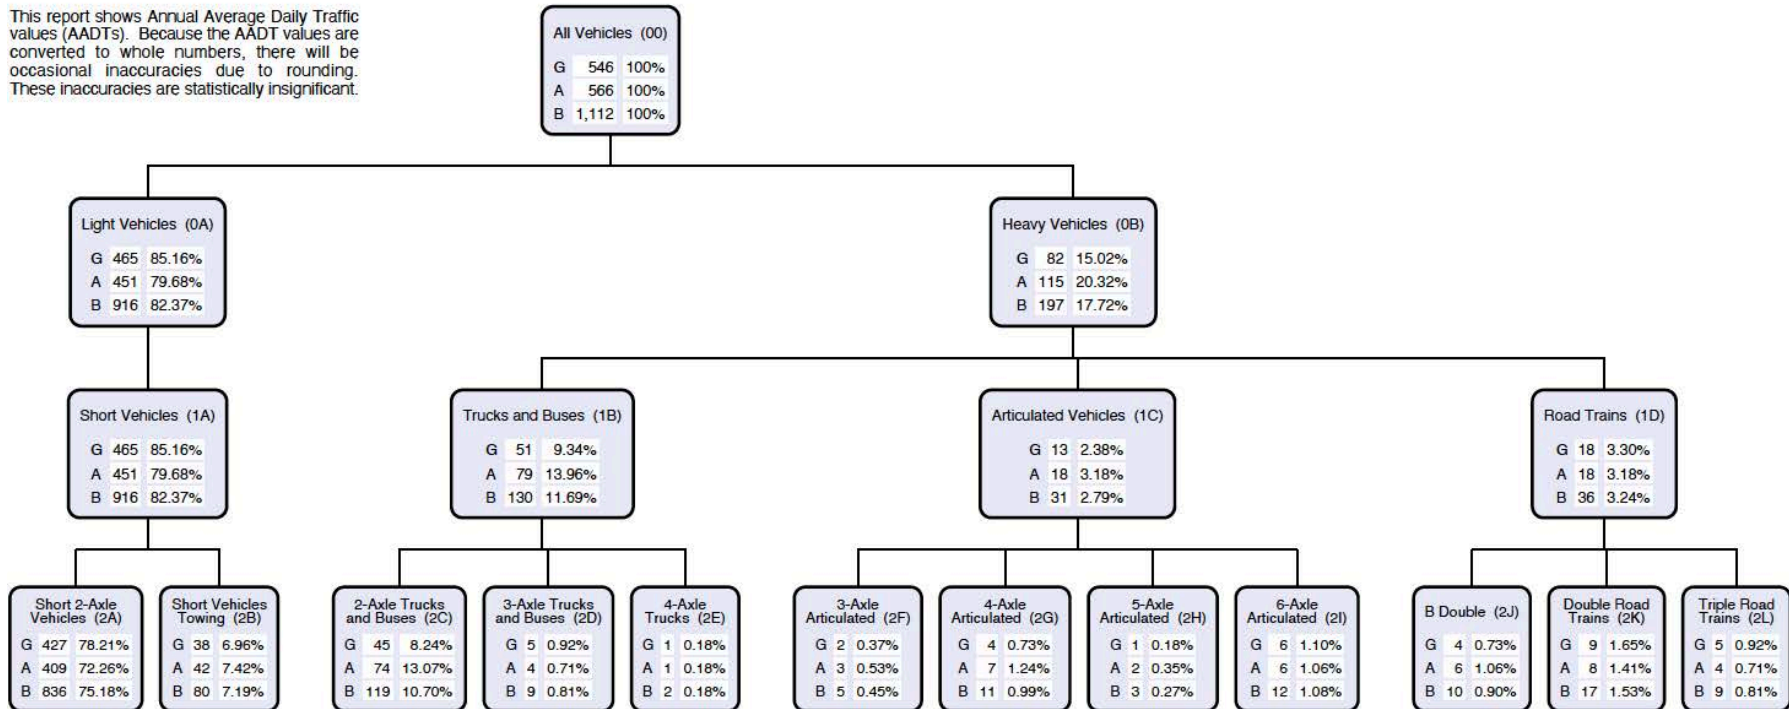 This report shows Annual Average Daily Traffic
values (AADTs).  Because the AADT values are
converted to whole numbers, there will be
occasional inaccuracies due to rounding.
These inaccuracies are statistically insignificant.
All Vehicles (00)
G 546 100%
A 566 100%
B 1,112 100%
Light Vehicles (0A)
G 465 85.16%
A 451 79.68%
B 916 82.37%
Heavy Vehicles (0B)
G 82 15.02%
A 115 20.32%
B 197 17.72%
Short Vehicles (1A)
G 465 85.16%
A 451 79.68%
B 916 82.37%
Trucks and Buses (1B)
G 51 9.34%
A 79 13.96%
B 130 11.69%
Articulated Vehicles (1C)
G 13 2.38%
A 18 3.18%
B 31 2.79%
Road Trains (1D)
G 18 3.30%
A 18 3.18%
B 36 3.24%
Short 2-Axle
Vehicles (2A)
G 427 78.21%
A 409 72.26%
B 836 75.18%
Short Vehicles
Towing (2B)
G 38 6.96%
A 42 7.42%
B 80 7.19%
2-Axle Trucks
and Buses (2C)
G 45 8.24%
A 74 13.07%
B 119 10.70%
3-Axle Trucks
and Buses (2D)
G 5 0.92%
A 4 0.71%
B 9 0.81%
4-Axle
Trucks (2E)
G 1 0.18%
A 1 0.18%
B 2 0.18%
3-Axle
Articulated (2F)
G 2 0.37%
A 3 0.53%
B 5 0.45%
4-Axle
Articulated (2G)
G 4 0.73%
A 7 1.24%
B 11 0.99%
5-Axle
Articulated (2H)
G 1 0.18%
A 2 0.35%
B 3 0.27%
6-Axle
Articulated (2I)
G 6 1.10%
A 6 1.06%
B 12 1.08%
B Double (2J)
G 4 0.73%
A 6 1.06%
B 10 0.90%
Double Road
Trains (2K)
G 9 1.65%
A 8 1.41%
B 17 1.53%
Triple Road
Trains (2L)
G 5 0.92%
A 4 0.71%
B 9 0.81%